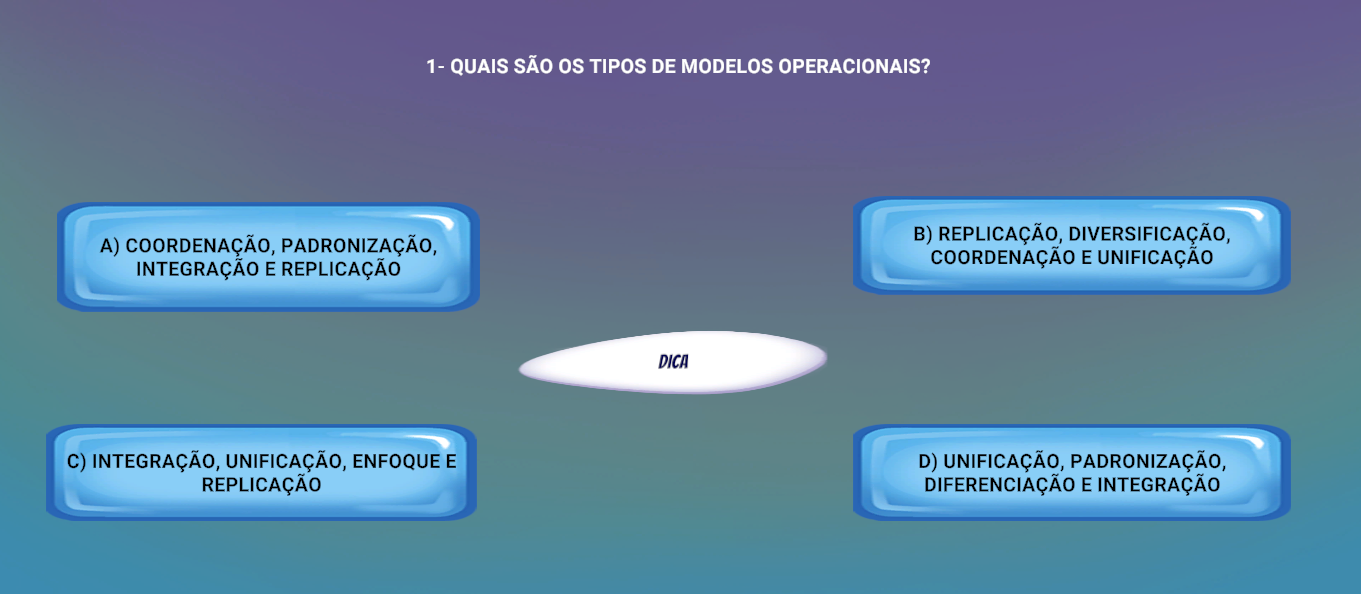 1- QUAIS SÃO OS TIPOS DE MODELOS OPERACIONAIS?
A) COORDENAÇÃO, PADRONIZAÇÃO,
INTEGRAÇÃO E REPLICAÇÃO
B) REPLICAÇÃO, DIVERSIFICAÇÃO,
COORDENAÇÃO E UNIFICAÇÃO
DICA
C) INTEGRAÇÃO, UNIFICAÇÃO, ENFOQUE E
REPLICAÇÃO
D) UNIFICAÇÃO, PADRONIZAÇÃO,
DIFERENCIAÇÃO E INTEGRAÇÃO